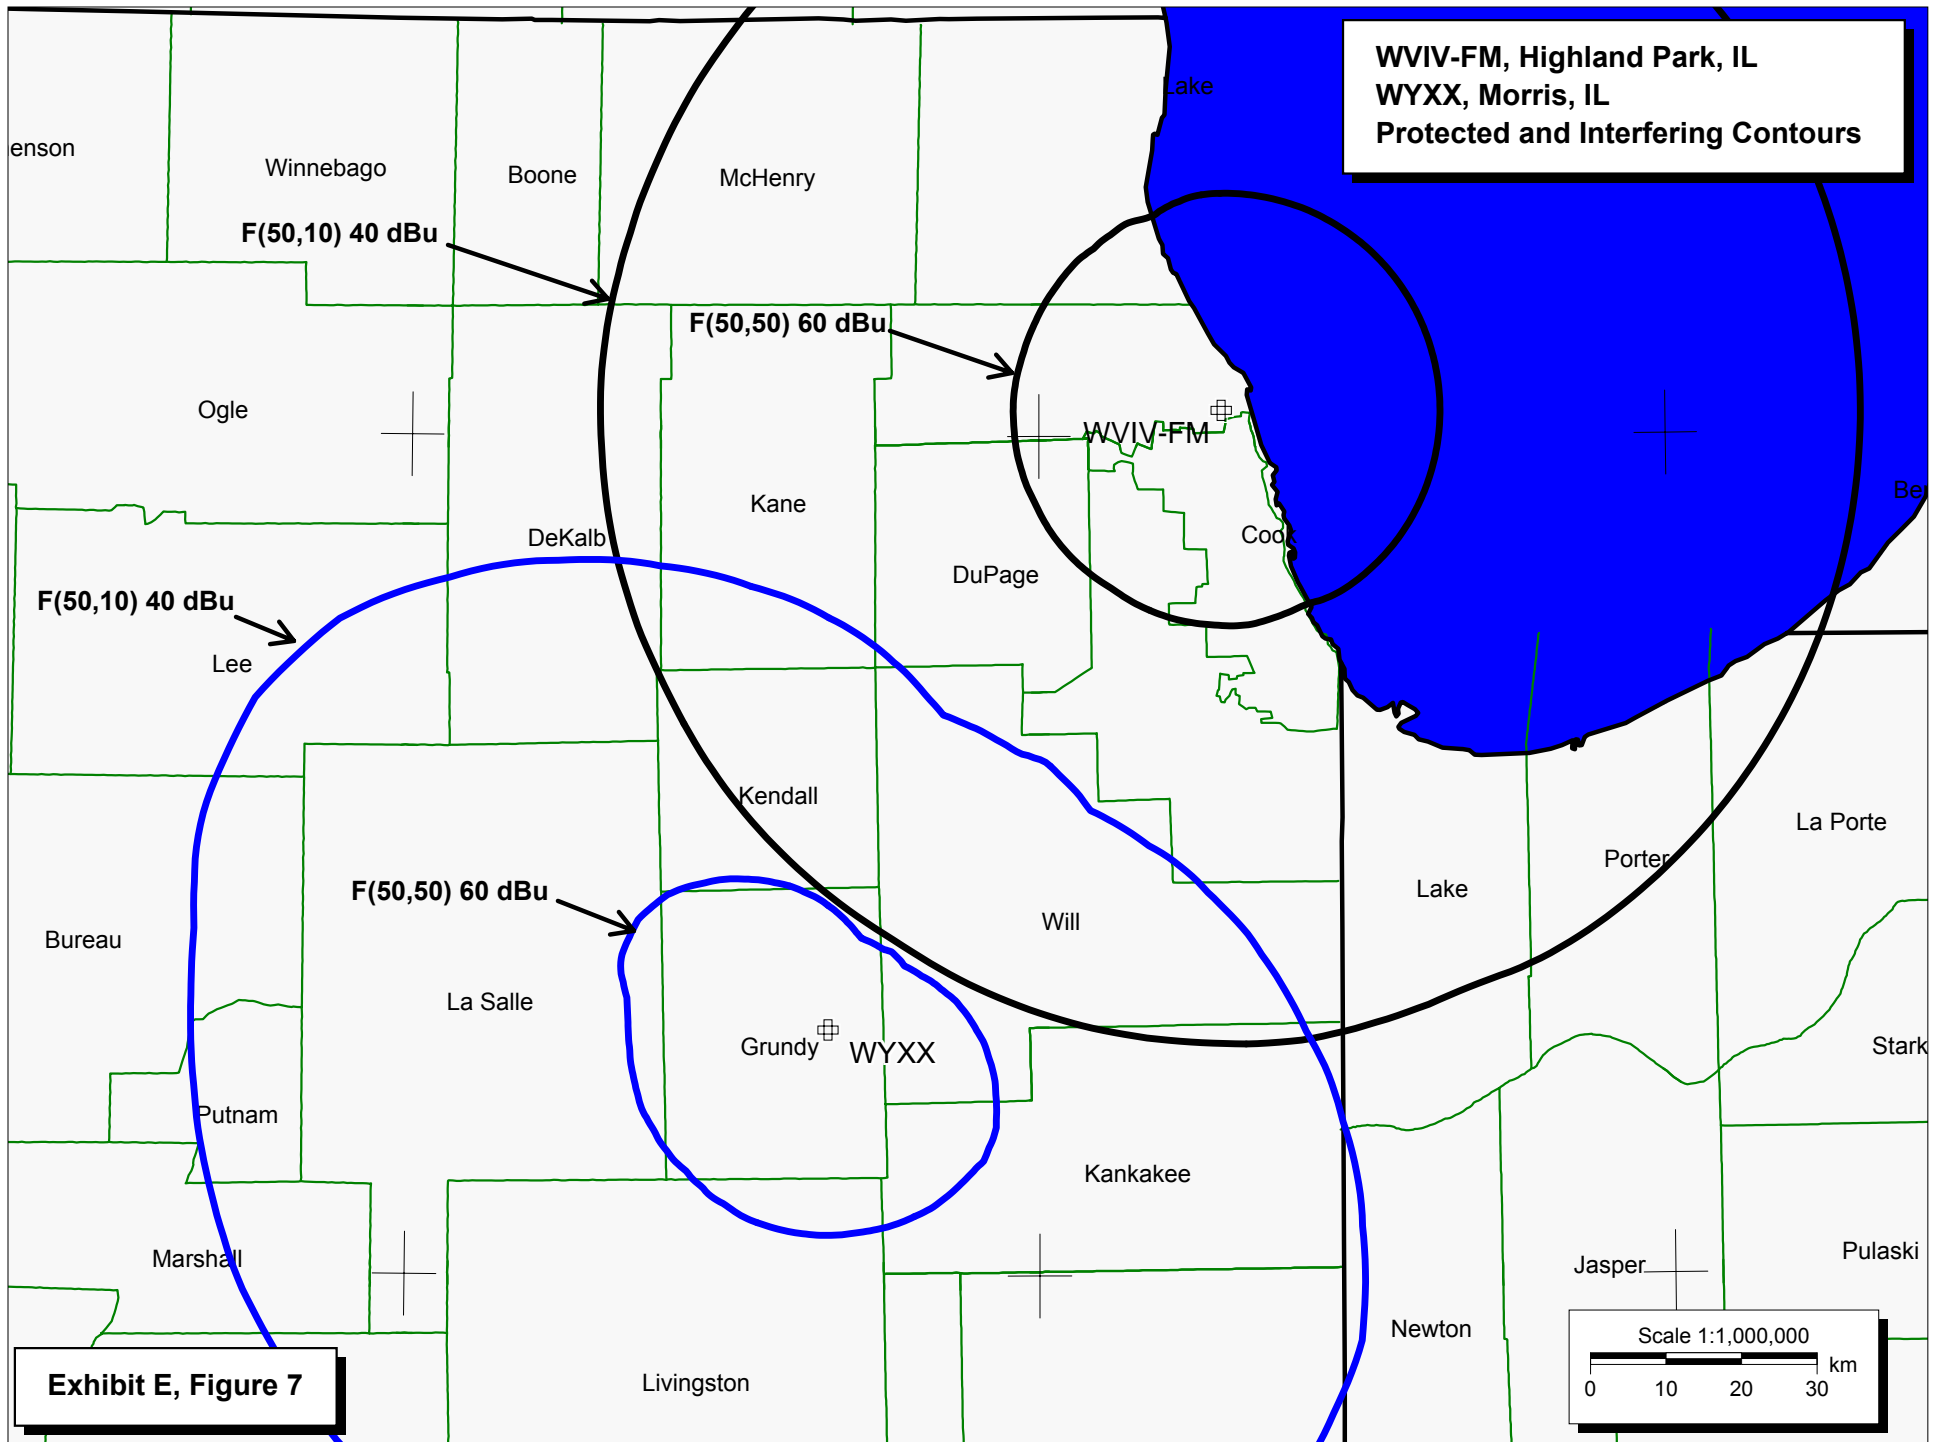 WVIV-FM, Highland Park, IL
WYXX, Morris, IL
Protected and Interfering Contours
Lake
enson
Winnebago
Boone
McHenry
F(50,10) 40 dBu
F(50,50) 60 dBu
Ogle
WVIV-FM
Kane
Be
DeKalb
Cook
DuPage
F(50,10) 40 dBu
Lee
Kendall
La Porte
Porter
Lake
F(50,50) 60 dBu
Will
Bureau
La Salle
Grundy
WYXX
Stark
Putnam
Kankakee
Marshall
Jasper
Pulaski
Newton
Livingston
Scale 1:1,000,000
km
0 10 20 30
Exhibit E, Figure 7